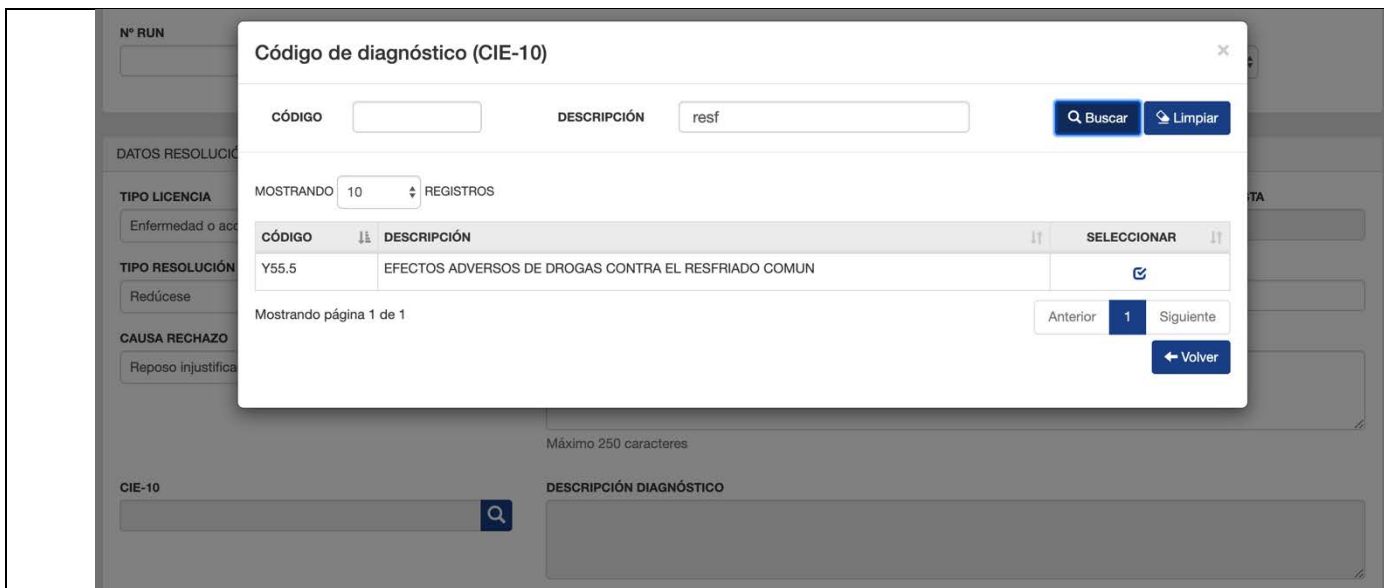 Nº RUN
Código de diagnóstico (CIE-10)
×
CÓDIGO
DESCRIPCIÓN
resf
Buscar
Limpiar
DATOS RESOLUCIÓ
TIPO LICENCIA
TA
Enfermedad o acc
MOSTRANDO 10 REGISTROS
CÓDIGO DESCRIPCIÓN SELECCIONAR
Y55.5 EFECTOS ADVERSOS DE DROGAS CONTRA EL RESFRIADO COMUN
TIPO RESOLUCIÓN
Redúcese
Mostrando página 1 de 1
Anterior 1 Siguiente
CAUSA RECHAZO
Reposo injustifica
Volver
Máximo 250 caracteres
CIE-10
DESCRIPCIÓN DIAGNÓSTICO